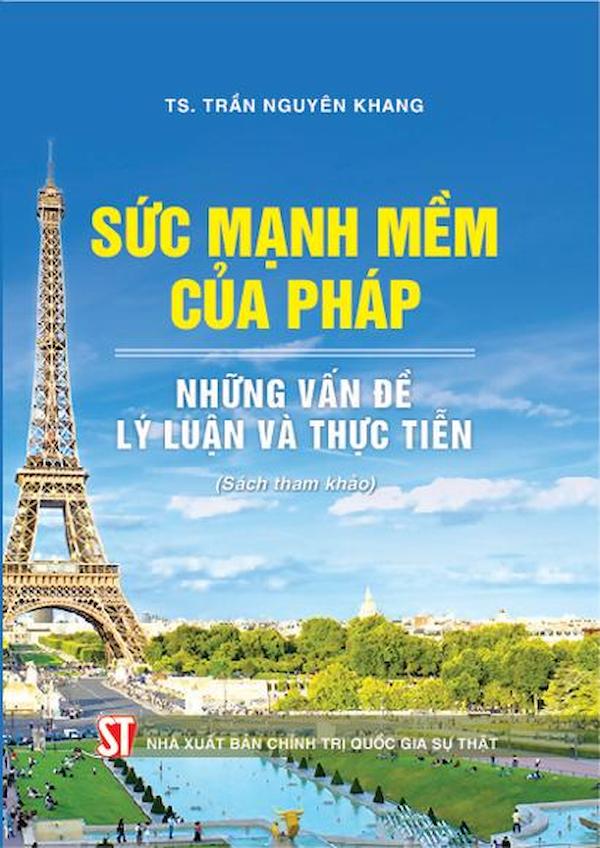 TS. TRẦN NGUYÊN KHANG
SỨC MẠNH MỀM
CỦA PHÁP
NHỮNG VẤN ĐỀ
LÝ LUẬN VÀ THỰC TIỄN
(Sách tham khảo)
ST
NHÀ XUẤT BẢN CHÍNH TRỊ QUỐC GIA SỰ THẬT